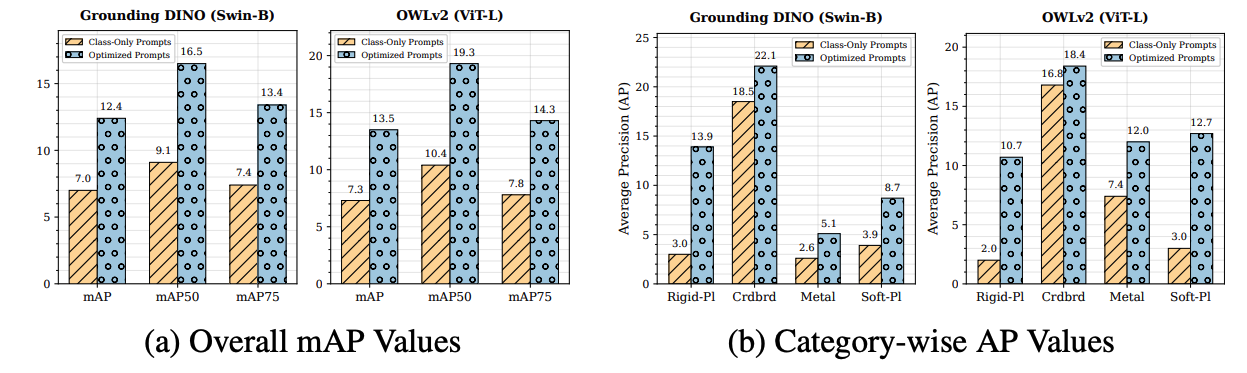 Grounding DINO (Swin-B)
Class-Only Prompts
Optimized Prompts
15
10
5
0
7.0
12.4
9.1
16.5
7.4
13.4
mAP
mAP50
mAP75
OWLv2 (ViT-L)
Class-Only Prompts
Optimized Prompts
20
15
10
5
0
7.3
13.5
10.4
19.3
7.8
14.3
mAP
mAP50
mAP75
(a) Overall mAP Values
Grounding DINO (Swin-B)
Class-Only Prompts
Optimized Prompts
Average Precision (AP)
25
20
15
10
5
0
3.0
13.9
18.5
22.1
2.6
5.1
3.9
8.7
Rigid-Pl
Crdbrd
Metal
Soft-Pl
OWLv2 (ViT-L)
Class-Only Prompts
Optimized Prompts
Average Precision (AP)
20
15
10
5
0
2.0
10.7
16.8
18.4
7.4
12.0
3.0
12.7
Rigid-Pl
Crdbrd
Metal
Soft-Pl
(b) Category-wise AP Values